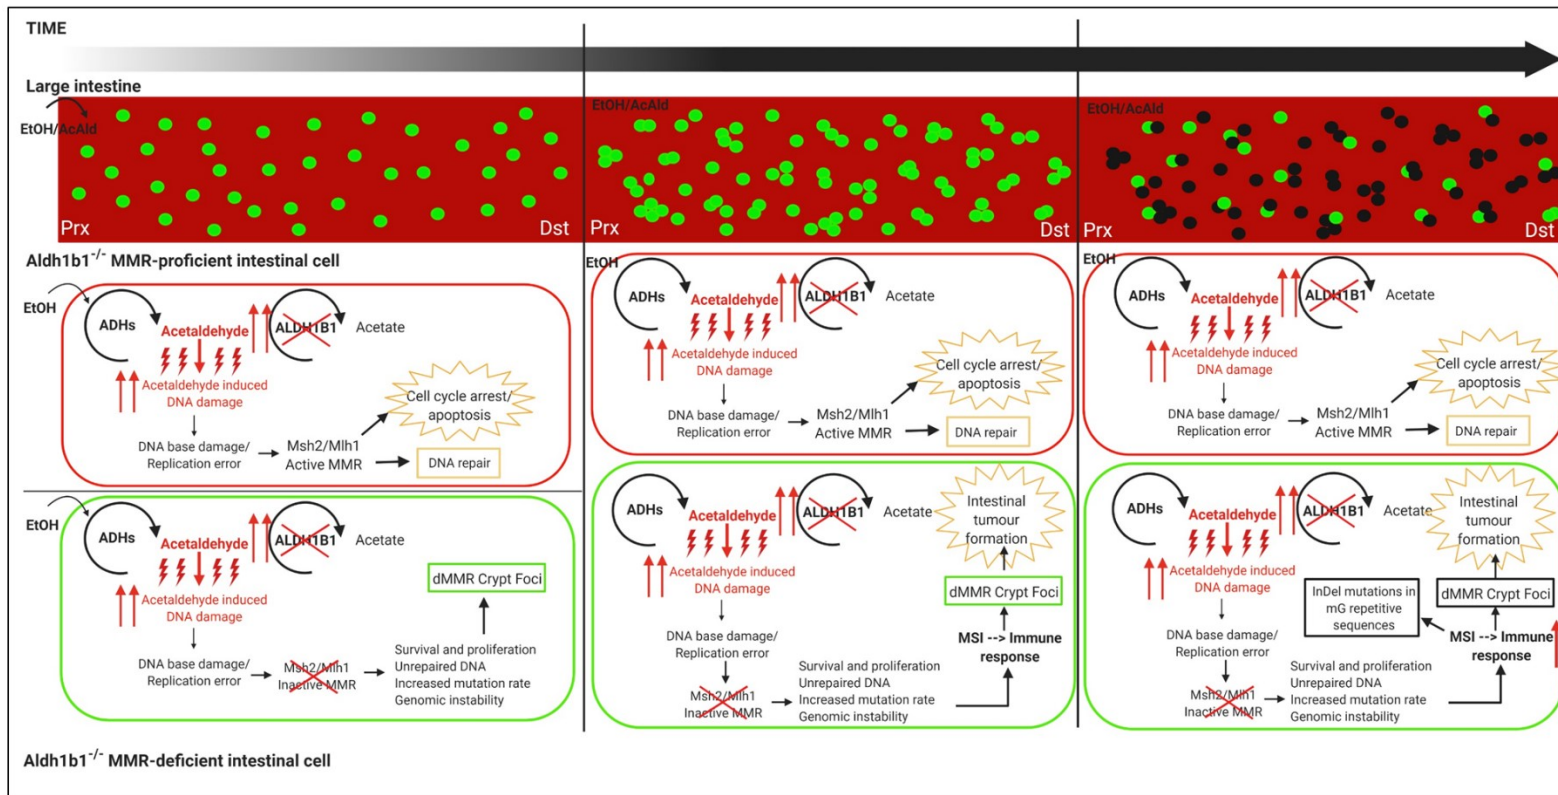 TIME
Large intestine
EtOH/AcAld
Prx
Dst
EtOH/AcAld
Prx
Dst
EtOH/AcAld
Prx
Dst
Aldh1b1-/- MMR-proficient intestinal cell
EtOH
ADHs
Acetaldehyde
ALDH1B1
Acetate
Acetaldehyde induced
DNA damage
DNA base damage/
Replication error
Msh2/Mlh1
Active MMR
Cell cycle arrest/
apoptosis
DNA repair
EtOH
ADHs
Acetaldehyde
ALDH1B1
Acetate
Acetaldehyde induced
DNA damage
DNA base damage/
Replication error
Msh2/Mlh1
Active MMR
Cell cycle arrest/
apoptosis
DNA repair
EtOH
ADHs
Acetaldehyde
ALDH1B1
Acetate
Acetaldehyde induced
DNA damage
DNA base damage/
Replication error
Msh2/Mlh1
Active MMR
Cell cycle arrest/
apoptosis
DNA repair
EtOH
ADHs
Acetaldehyde
ALDH1B1
Acetate
Acetaldehyde induced
DNA damage
DNA base damage/
Replication error
Msh2/Mlh1
Inactive MMR
Survival and proliferation
Unrepaired DNA
Increased mutation rate
Genomic instability
dMMR Crypt Foci
ADHs
Acetaldehyde
ALDH1B1
Acetate
Acetaldehyde induced
DNA damage
DNA base damage/
Replication error
Msh2/Mlh1
Inactive MMR
Survival and proliferation
Unrepaired DNA
Increased mutation rate
Genomic instability
MSI --> Immune
response
dMMR Crypt Foci
Intestinal
tumour
formation
ADHs
Acetaldehyde
ALDH1B1
Acetate
Acetaldehyde induced
DNA damage
DNA base damage/
Replication error
Msh2/Mlh1
Inactive MMR
Survival and proliferation
Unrepaired DNA
Increased mutation rate
Genomic instability
MSI --> Immune
response
InDel mutations in
mG repetitive
sequences
dMMR Crypt Foci
Intestinal
tumour
formation
Aldh1b1-/- MMR-deficient intestinal cell